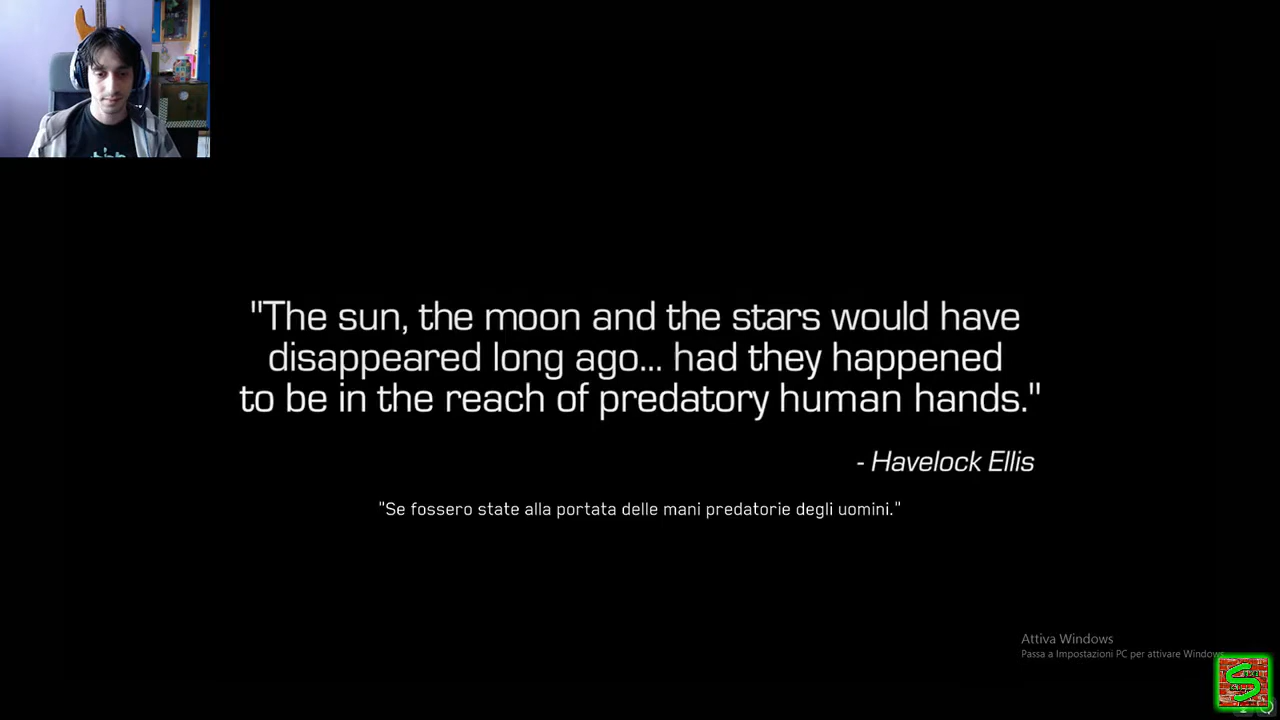 "The sun, the moon and the stars would have
disappeared long ago... had they happened
to be in the reach of predatory human hands."
- Havelock Ellis
"Se fossero state alla portata delle mani predatorie degli uomini."
Attiva Windows
Passa a Impostazioni PC per attivare Windows.